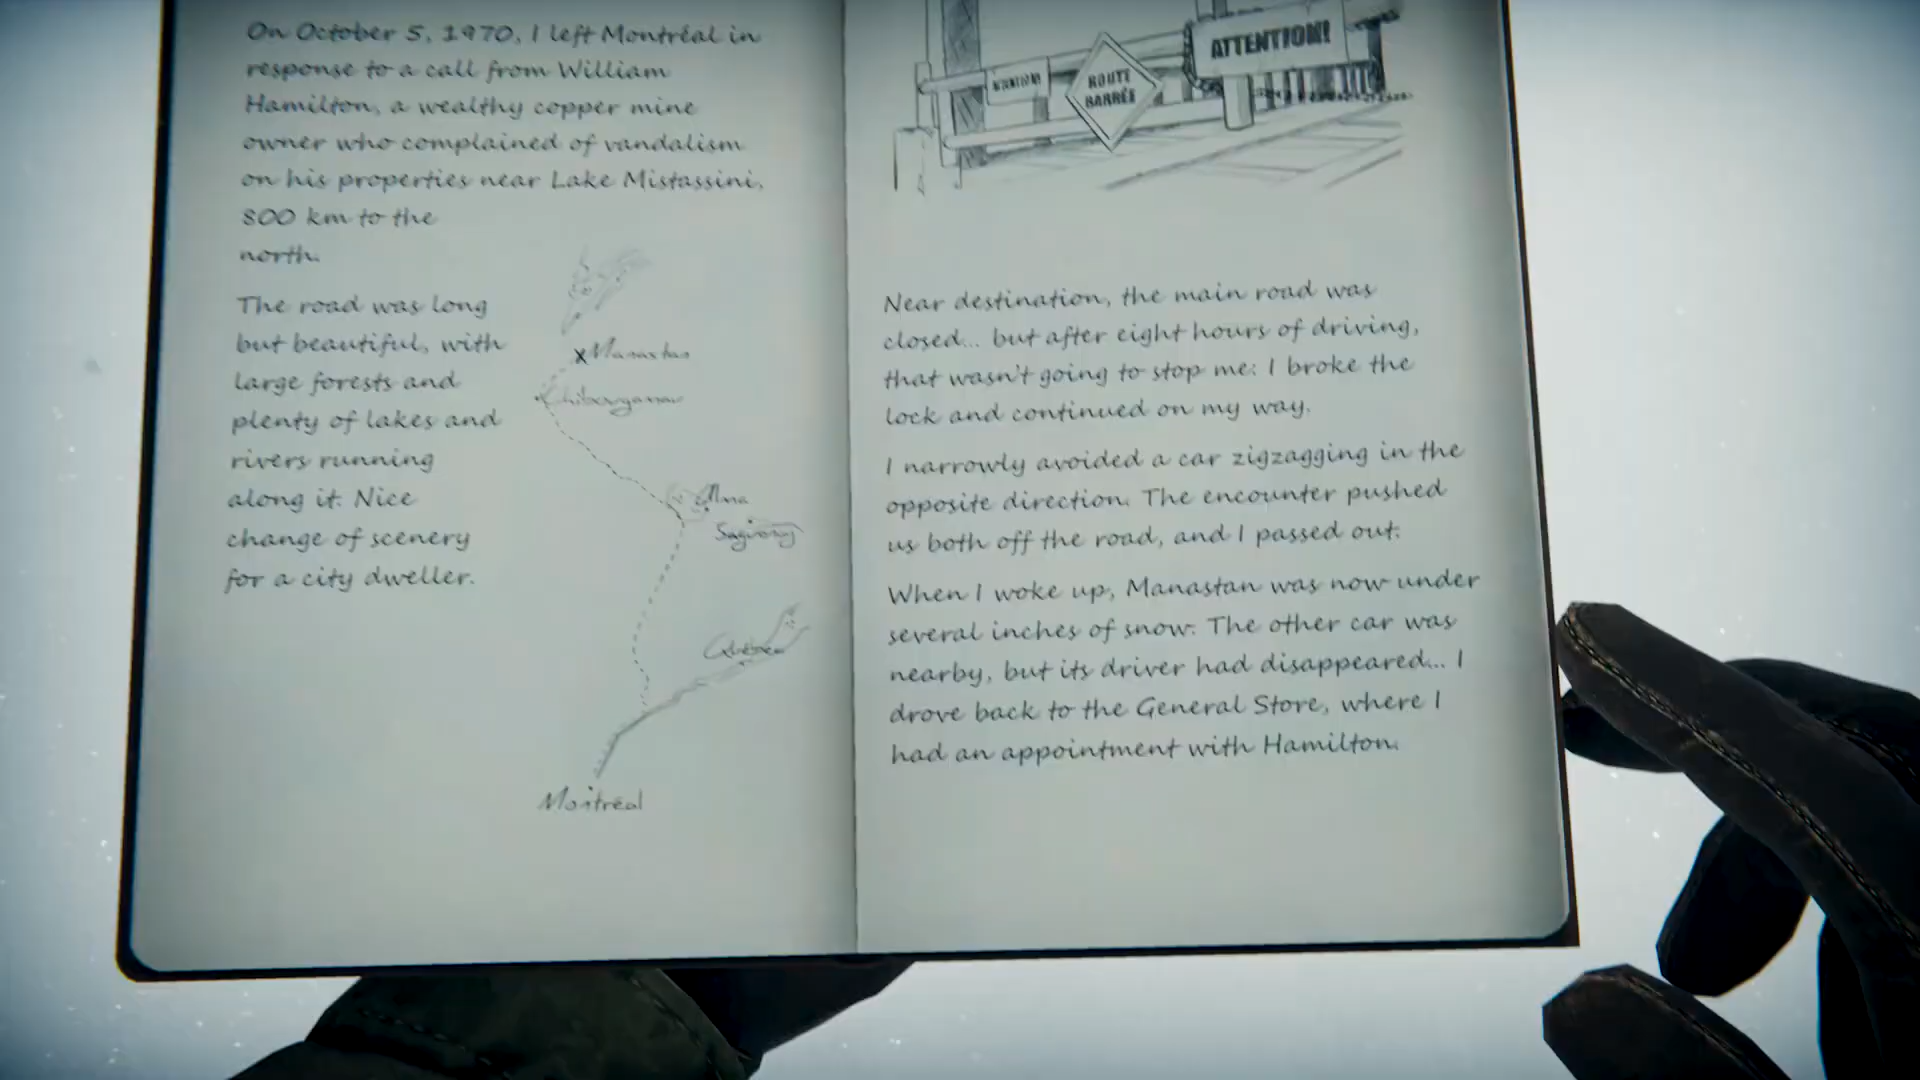 On October 5, 1970, I left Montréal in
response to a call from William
Hamilton, a wealthy copper mine
owner who complained of vandalism
on his properties near Lake Mistassini,
800 km to the
north.
The road was long
but beautiful, with
large forests and
plenty of lakes and
rivers running
along it. Nice
change of scenery
for a city dweller.
x Manastan
Chibougamau
Alma
Saguenay
Québec
Montréal
ATTENTION!
ROUTE
BARRÉE
Near destination, the main road was
closed... but after eight hours of driving,
that wasn't going to stop me: I broke the
lock and continued on my way.
I narrowly avoided a car zigzagging in the
opposite direction. The encounter pushed
us both off the road, and I passed out.
When I woke up, Manastan was now under
several inches of snow. The other car was
nearby, but its driver had disappeared... I
drove back to the General Store, where I
had an appointment with Hamilton.